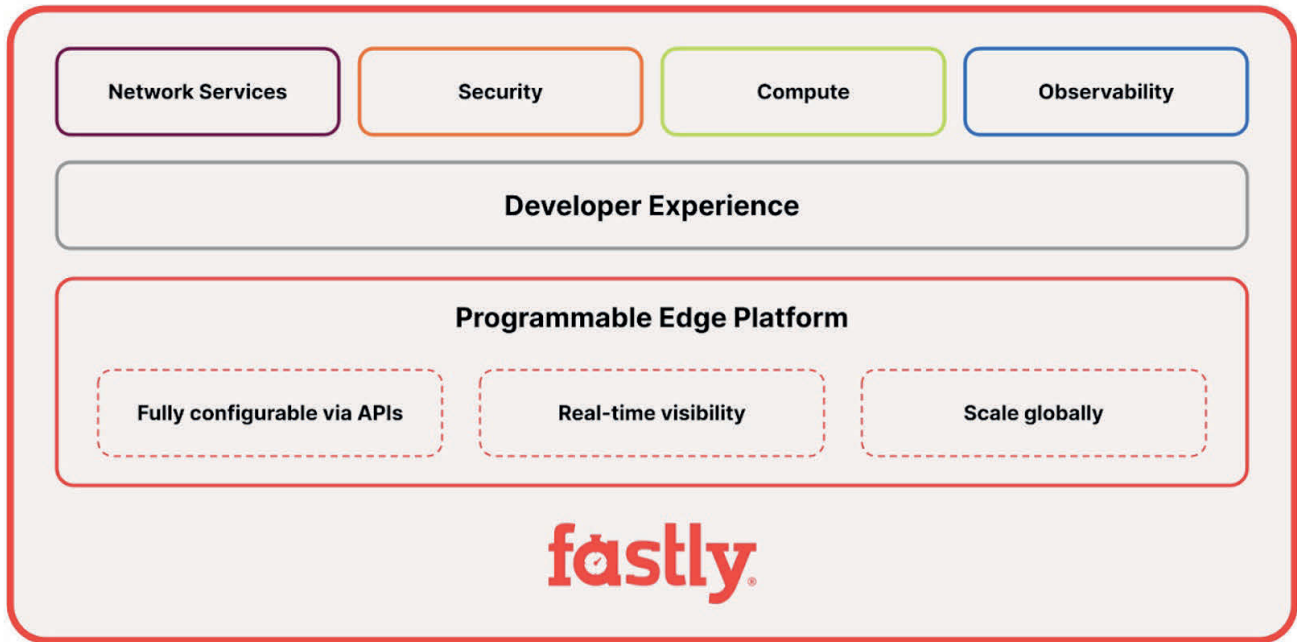 Network Services
Security
Compute
Observability
Developer Experience
Programmable Edge Platform
Fully configurable via APIs
Real-time visibility
Scale globally
fastly®